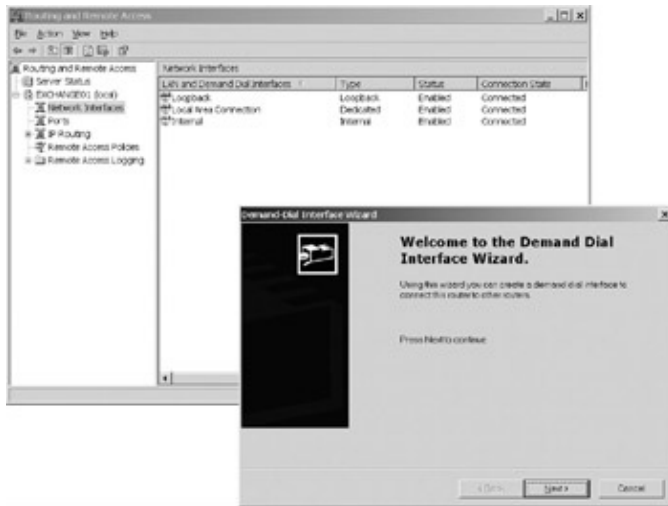 Routing and Remote Access
File Action View Help
Routing and Remote Access
Server Status
EXCHANGE01 (local)
Network Interfaces
Ports
IP Routing
Remote Access Policies
Remote Access Logging
Network Interfaces
LAN and Demand Dial Interfaces Type Status Connection State
Loopback Loopback Enabled Connected
Local Area Connection Dedicated Enabled Connected
Internal Internal Enabled Connected
Demand-Dial Interface Wizard
Welcome to the Demand Dial
Interface Wizard.
Using this wizard you can create a demand dial interface to
connect this router to other routers.
Press Next to continue.
< Back Next > Cancel